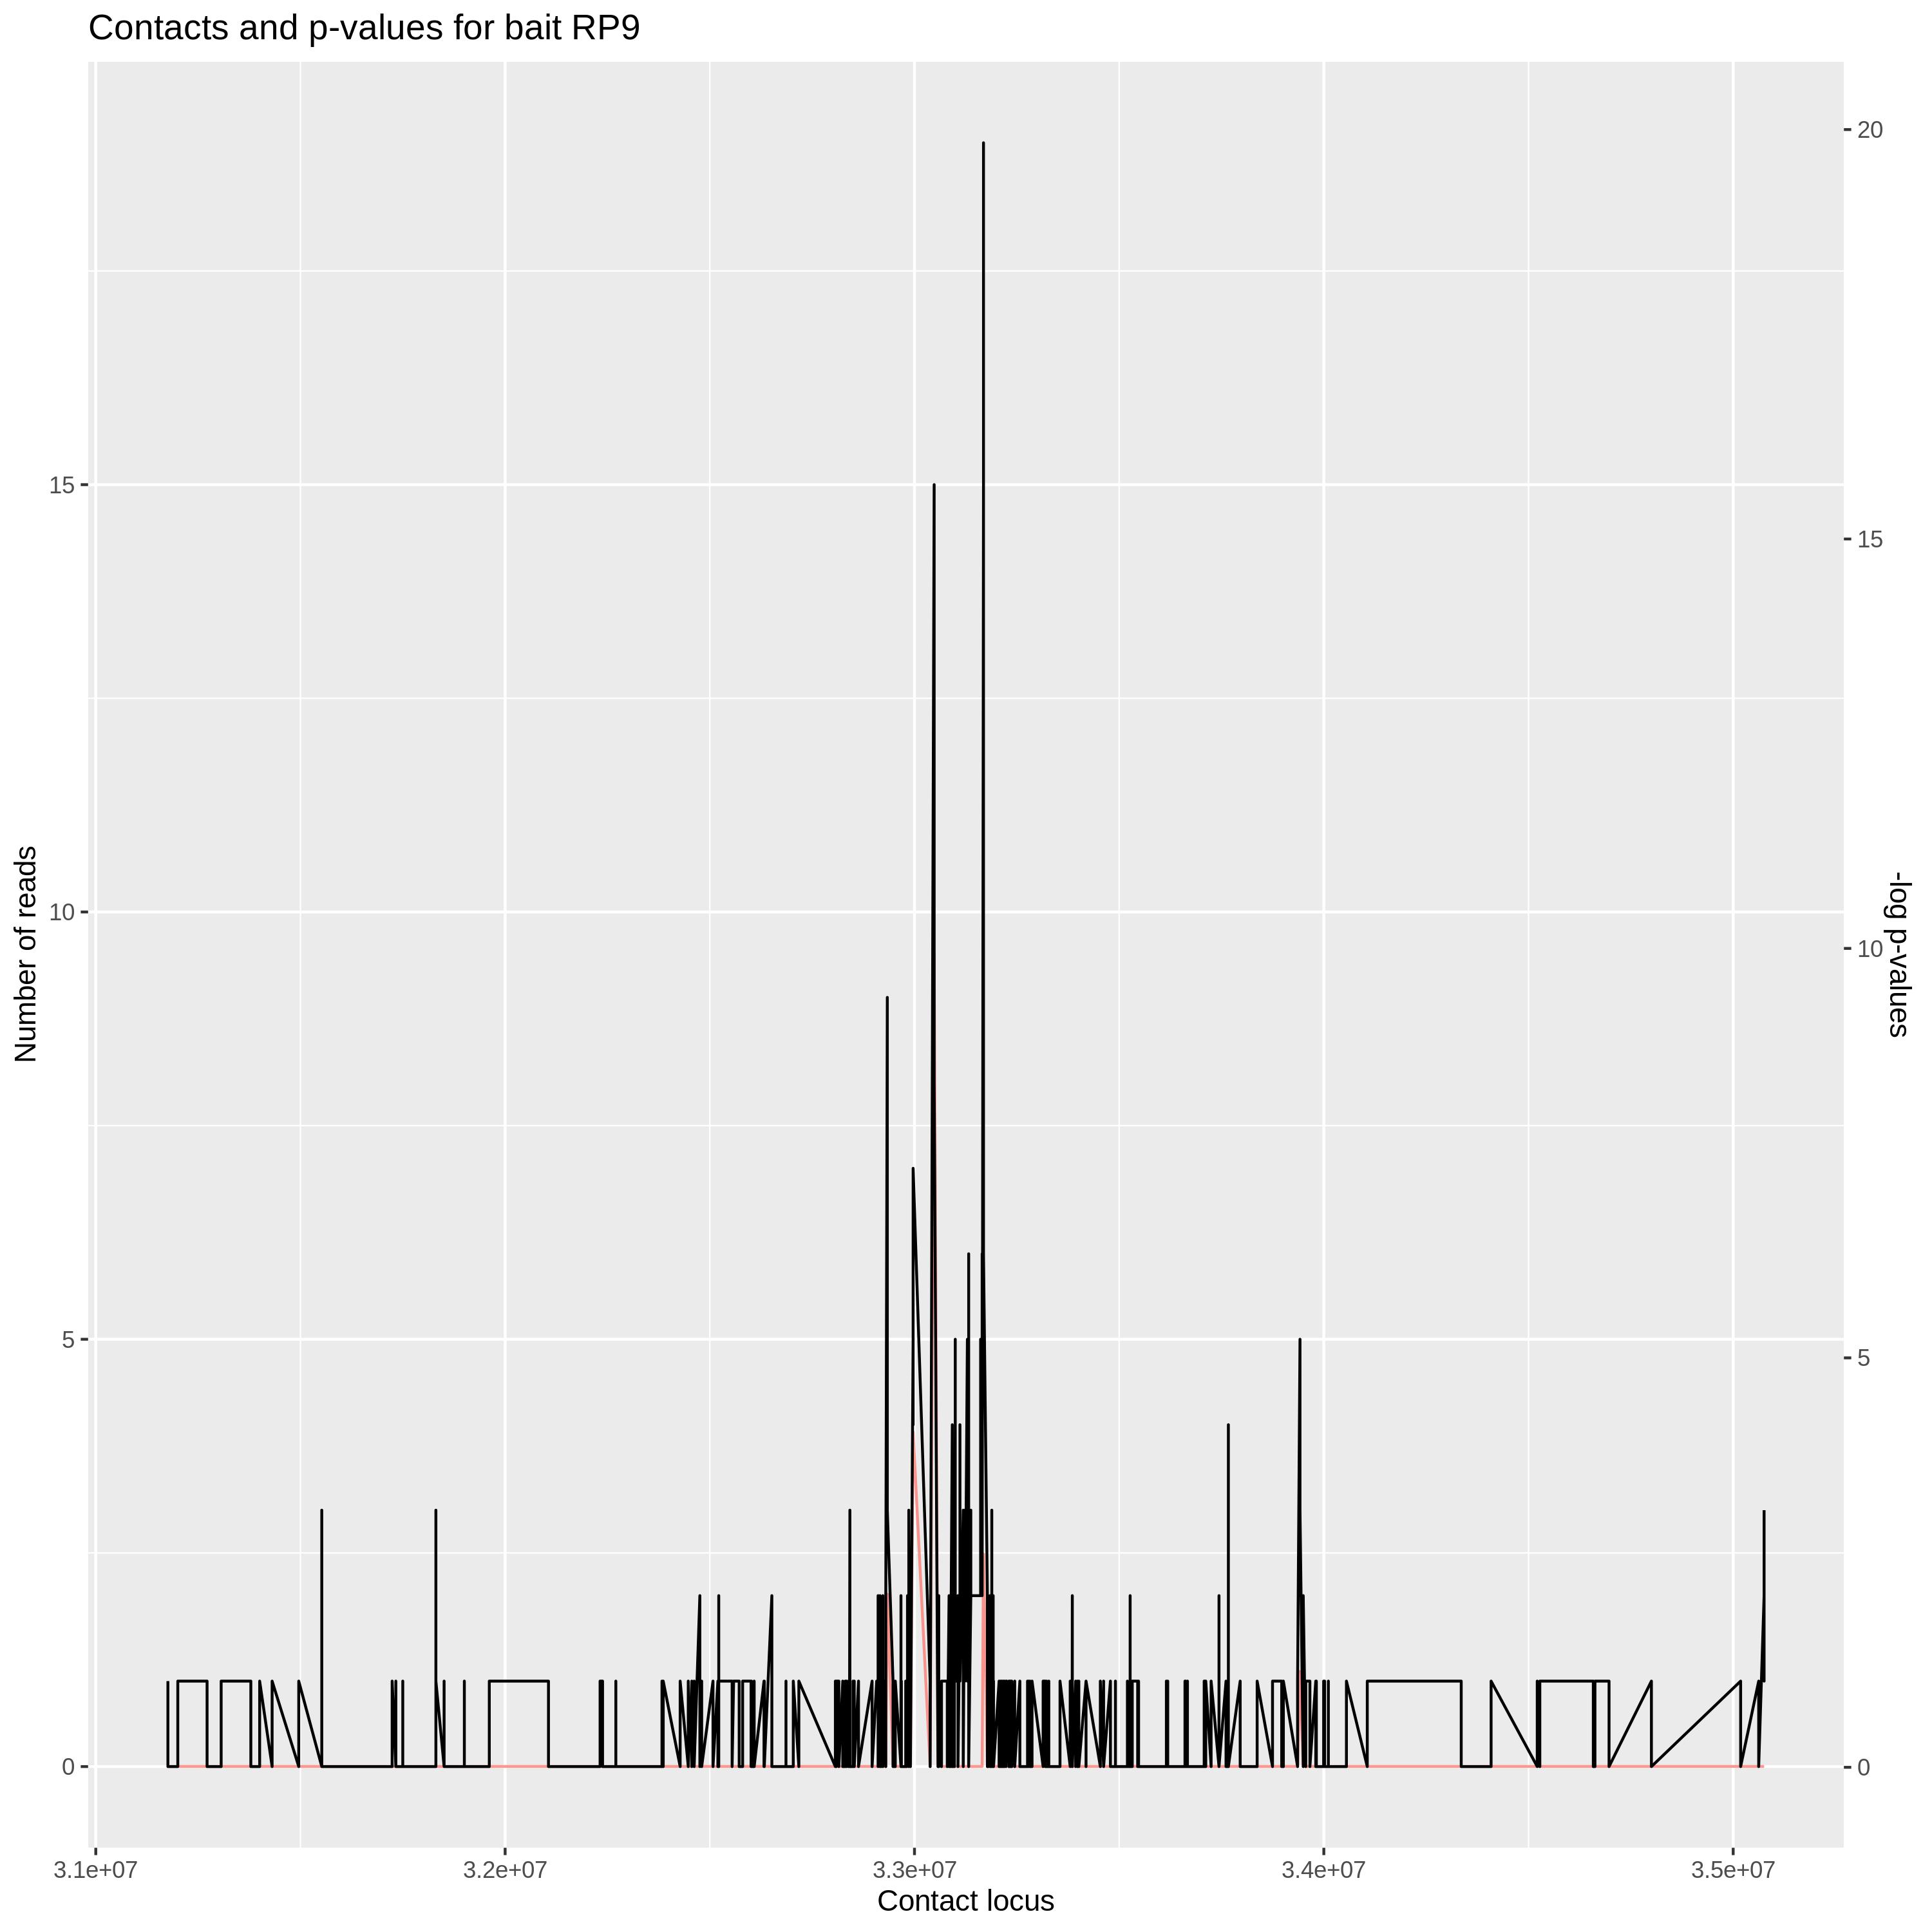 Contacts and p-values for bait RP9
20
15
15
10
10
5
5
0
0
Number of reads
-log p-values
3.1e+07
3.2e+07
3.3e+07
3.4e+07
3.5e+07
Contact locus